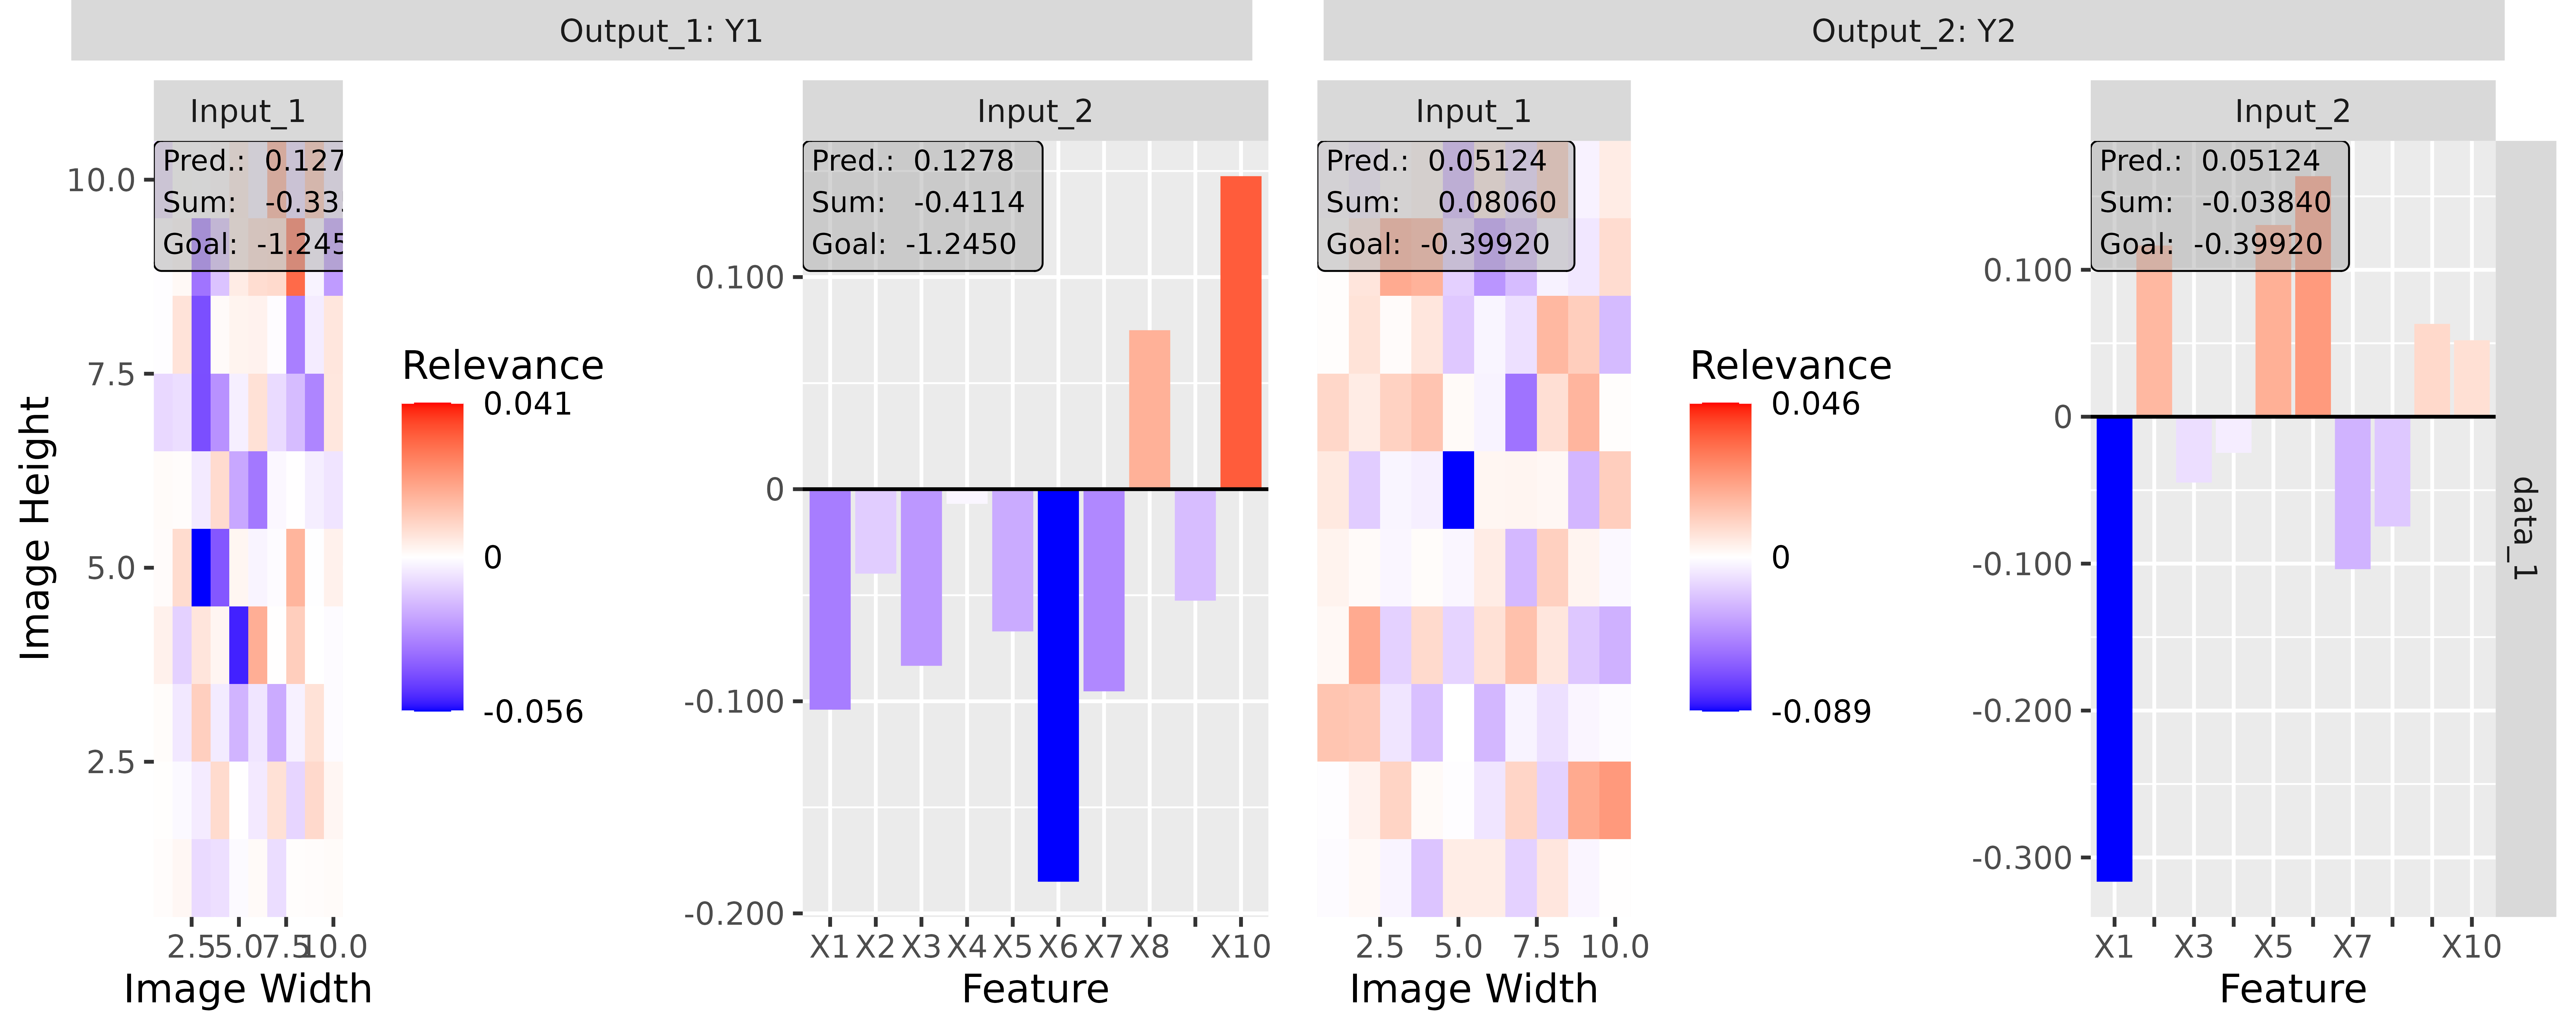 Output_1: Y1
Output_2: Y2
Input_1
Input_2
Input_1
Input_2
Pred.: 0.127
Sum: -0.33.
Goal: -1.245
Pred.: 0.1278
Sum: -0.4114
Goal: -1.2450
Pred.: 0.05124
Sum: 0.08060
Goal: -0.39920
Pred.: 0.05124
Sum: -0.03840
Goal: -0.39920
Image Height
10.0
7.5
5.0
2.5
2.5
5.0
7.5
10.0
Image Width
Relevance
0.041
0
-0.056
0.100
0
-0.100
-0.200
X1 X2 X3 X4 X5 X6 X7 X8 X10
Feature
2.5 5.0 7.5 10.0
Image Width
Relevance
0.046
0
-0.089
0.100
0
-0.100
-0.200
-0.300
X1 X3 X5 X7 X10
Feature
data_1